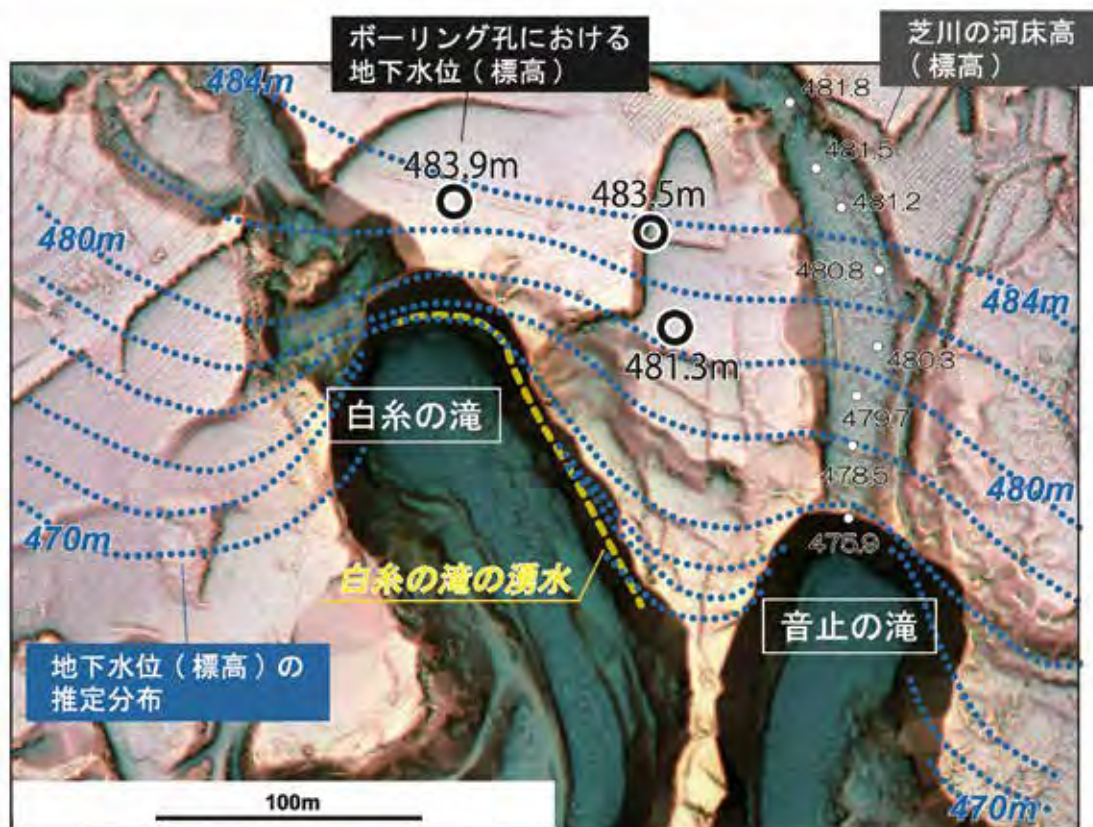 ボーリング孔における
地下水位（標高）
芝川の河床高
（標高）
484m
481.8
483.9m
481.5
483.5m
481.2
480m
480.8
484m
481.3m
480.3
白糸の滝
479.7
478.5
480m
470m
475.9
白糸の滝の湧水
音止の滝
地下水位（標高）の
推定分布
100m
470m